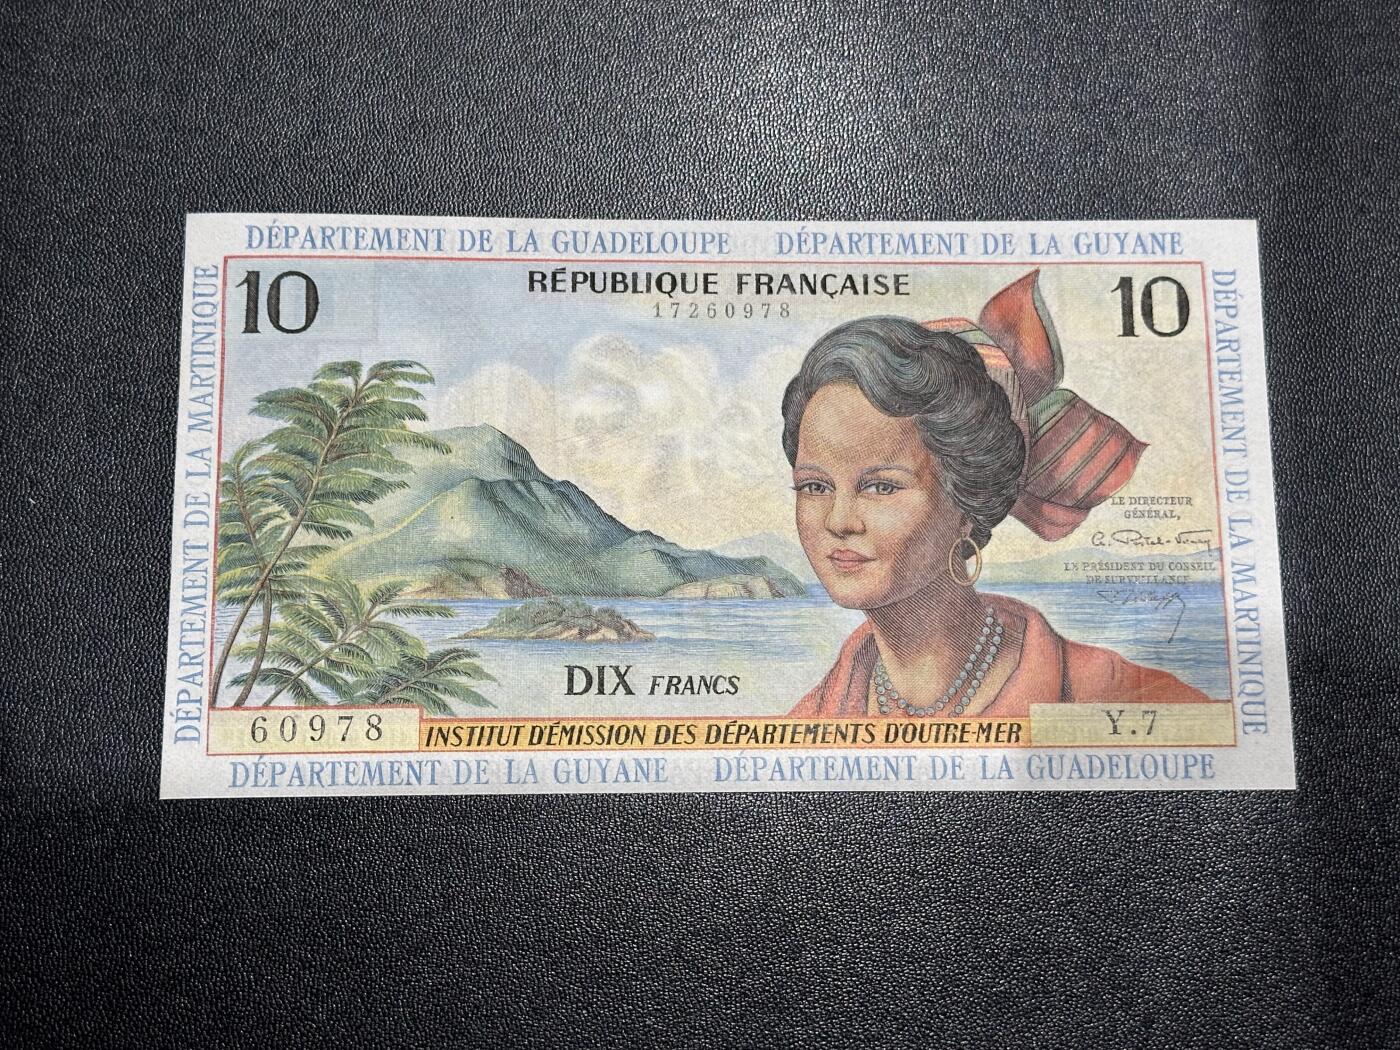 DÉPARTEMENT DE LA GUADELOUPE DÉPARTEMENT DE LA GUYANE
DÉPARTEMENT DE LA MARTINIQUE
10
RÉPUBLIQUE FRANÇAISE
17260978
10
DÉPARTEMENT DE LA MARTINIQUE
LE DIRECTEUR
GÉNÉRAL,
LE PRÉSIDENT DU CONSEIL
DE SURVEILLANCE
DIX FRANCS
60978
INSTITUT D'ÉMISSION DES DÉPARTEMENTS D'OUTRE-MER
Y.7
DÉPARTEMENT DE LA GUYANE DÉPARTEMENT DE LA GUADELOUPE